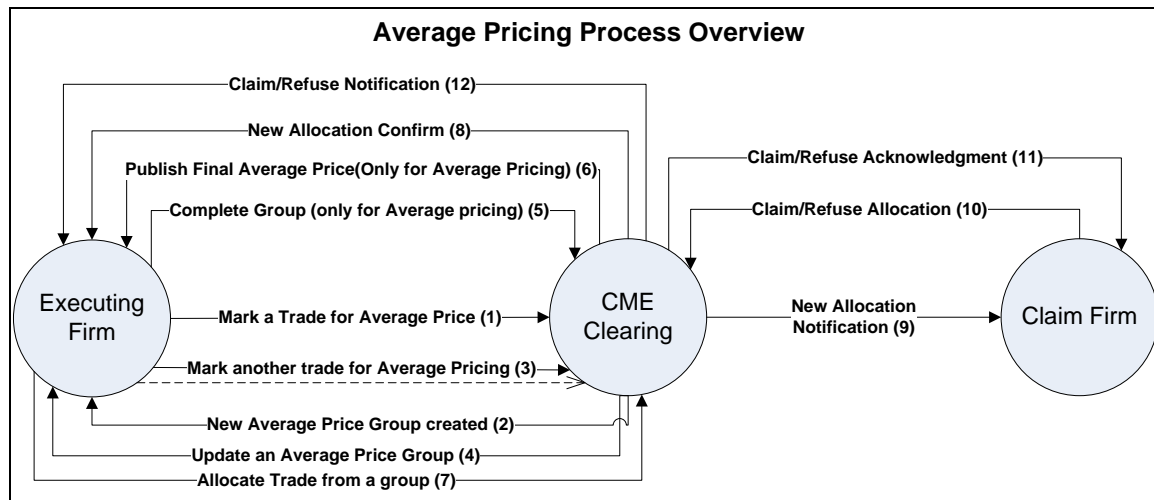 Average Pricing Process Overview
Claim/Refuse Notification (12)
New Allocation Confirm (8)
Publish Final Average Price(Only for Average Pricing) (6)
Complete Group (only for Average pricing) (5)
Claim/Refuse Acknowledgment (11)
Claim/Refuse Allocation (10)
Executing
Firm
Mark a Trade for Average Price (1)
CME
Clearing
New Allocation
Notification (9)
Claim Firm
Mark another trade for Average Pricing (3)
New Average Price Group created (2)
Update an Average Price Group (4)
Allocate Trade from a group (7)